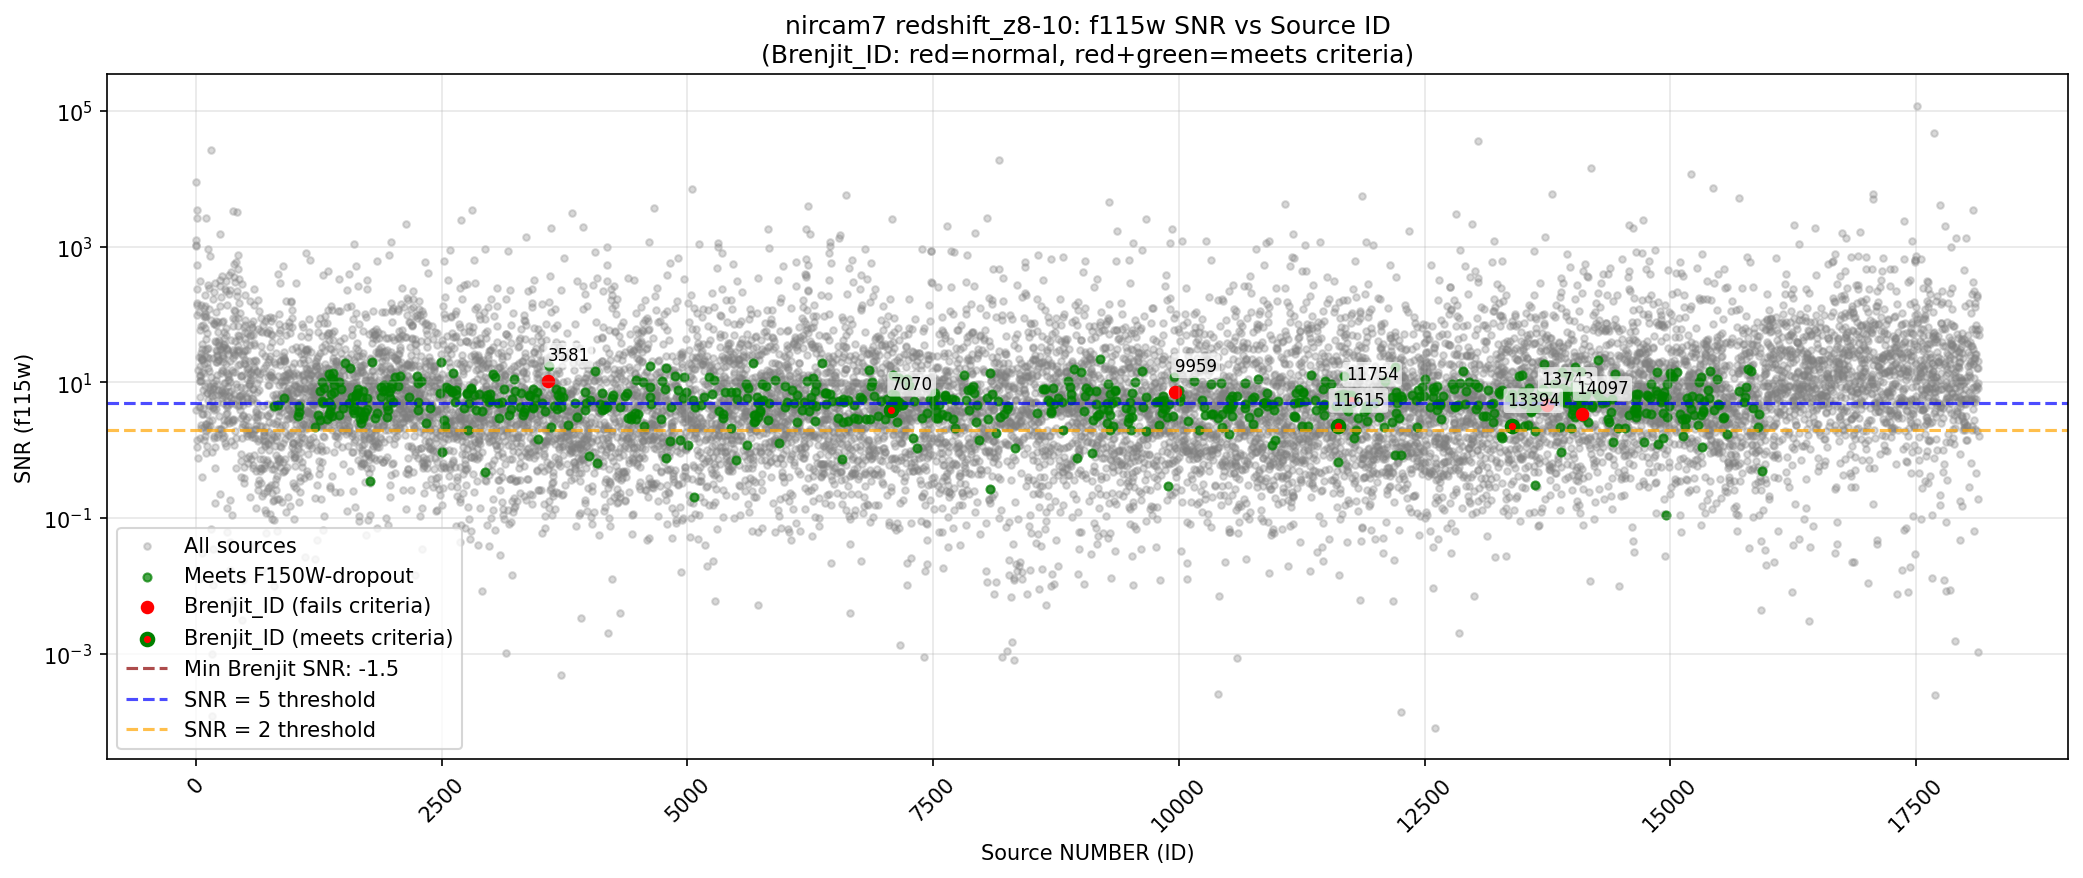 nircam7 redshift_z8-10: f115w SNR vs Source ID
(Brenjit_ID: red=normal, red+green=meets criteria)
SNR (f115w)
10^5
10^3
10^1
10^-1
10^-3
3581
7070
9959
11754
11615
13743
14097
13394
All sources
Meets F150W-dropout
Brenjit_ID (fails criteria)
Brenjit_ID (meets criteria)
Min Brenjit SNR: -1.5
SNR = 5 threshold
SNR = 2 threshold
0
2500
5000
7500
10000
12500
15000
17500
Source NUMBER (ID)